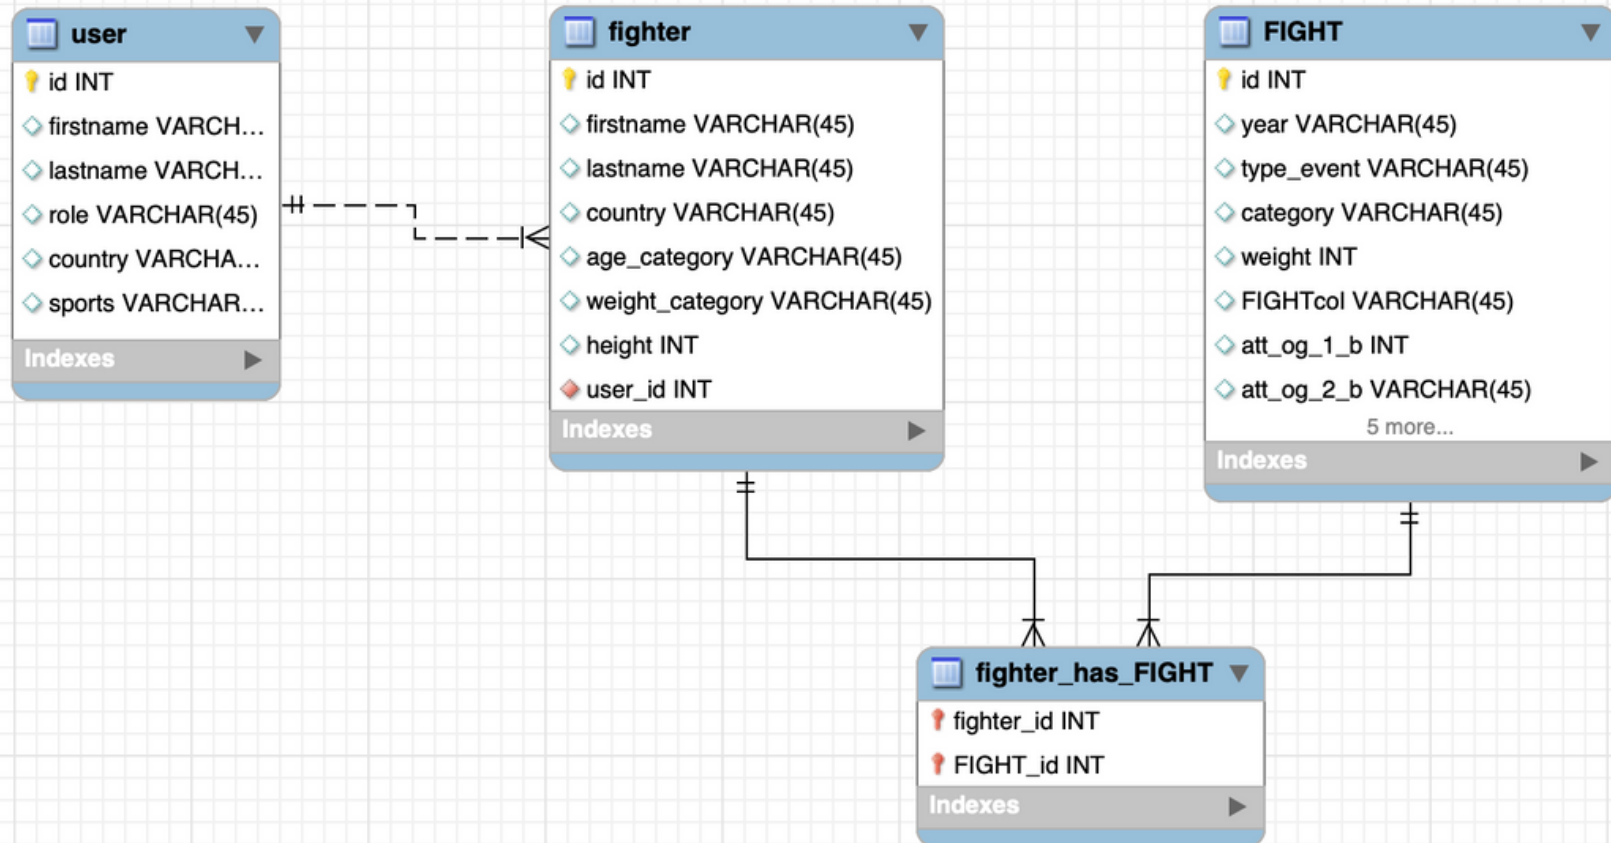 user
id INT
firstname VARCH...
lastname VARCH...
role VARCHAR(45)
country VARCHA...
sports VARCHAR...
Indexes
fighter
id INT
firstname VARCHAR(45)
lastname VARCHAR(45)
country VARCHAR(45)
age_category VARCHAR(45)
weight_category VARCHAR(45)
height INT
user_id INT
Indexes
FIGHT
id INT
year VARCHAR(45)
type_event VARCHAR(45)
category VARCHAR(45)
weight INT
FIGHTcol VARCHAR(45)
att_og_1_b INT
att_og_2_b VARCHAR(45)
5 more...
Indexes
fighter_has_FIGHT
fighter_id INT
FIGHT_id INT
Indexes